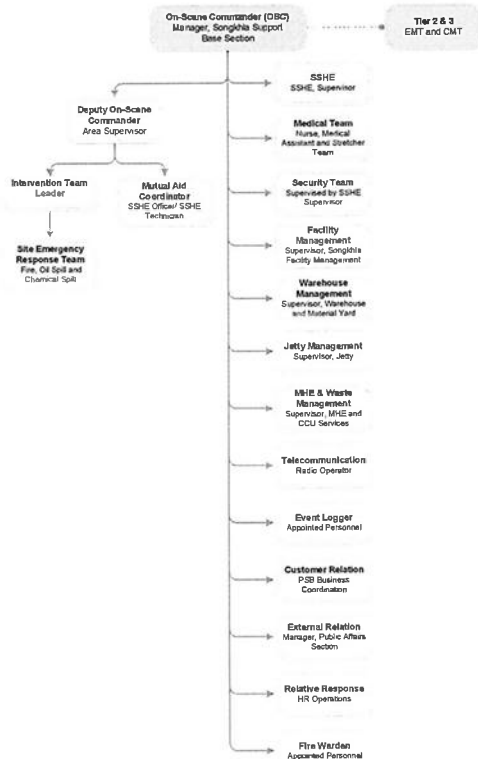 On-Scane Commander (OBC)
Manager, Songkhla Support
Base Section
Tier 2 & 3
EMT and CMT
Deputy On-Scane
Commander
Area Supervisor
Intervention Team
Leader
Mutual Aid
Coordinator
SSHE Officer/ SSHE
Technician
Site Emergency
Response Team
Fire, Oil Spill and
Chemical Spill
SSHE
SSHE, Supervisor
Medical Team
Nurse, Medical
Assistant and Stretcher
Team
Security Team
Supervised by SSHE
Supervisor
Facility
Management
Supervisor, Songkhla
Facility Management
Warehouse
Management
Supervisor, Warehouse
and Material Yard
Jetty Management
Supervisor, Jetty
MHE & Waste
Management
Supervisor, MHE and
CCU Services
Telecommunication
Radio Operator
Event Logger
Appointed Personnel
Customer Relation
PSB Business
Coordination
External Relation
Manager, Public Affairs
Section
Relative Response
HR Operations
Fire Warden
Appointed Personnel